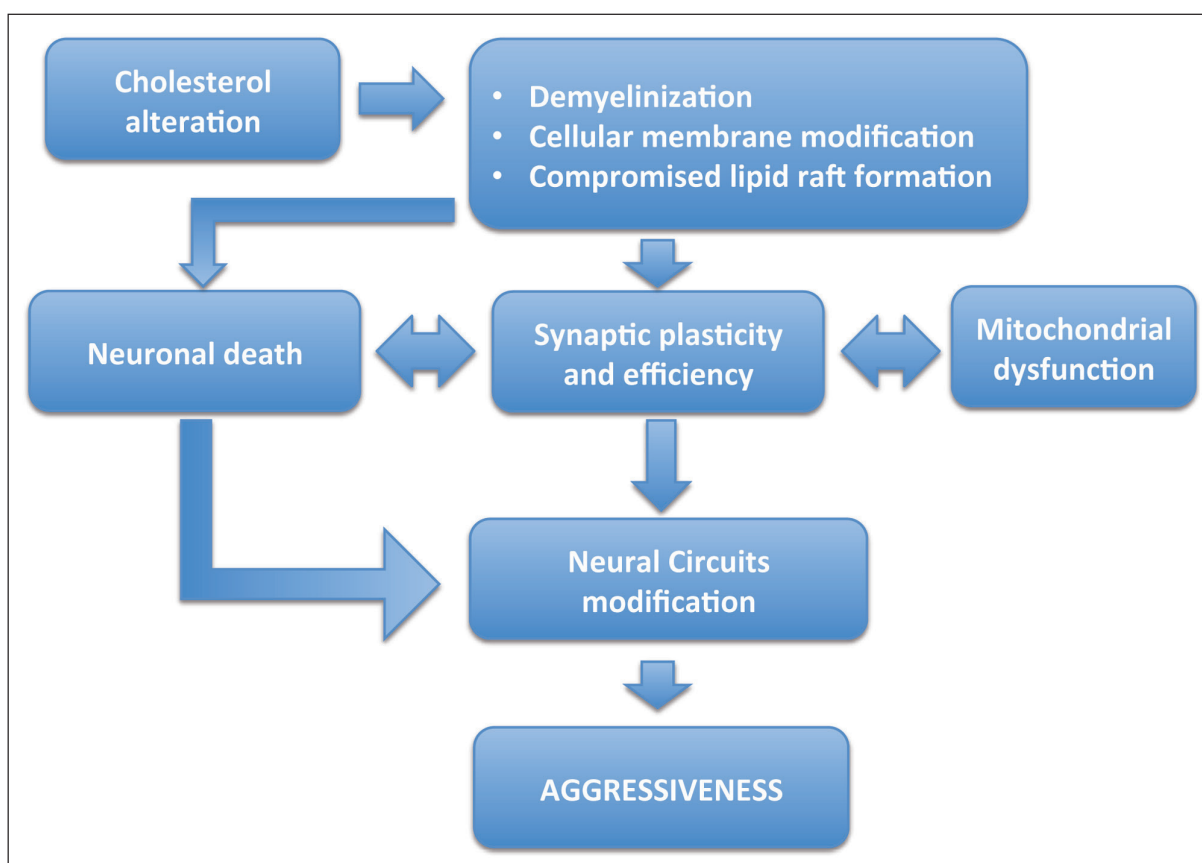 Cholesterol
alteration
• Demyelinization
• Cellular membrane modification
• Compromised lipid raft formation
Neuronal death
Synaptic plasticity
and efficiency
Mitochondrial
dysfunction
Neural Circuits
modification
AGGRESSIVENESS